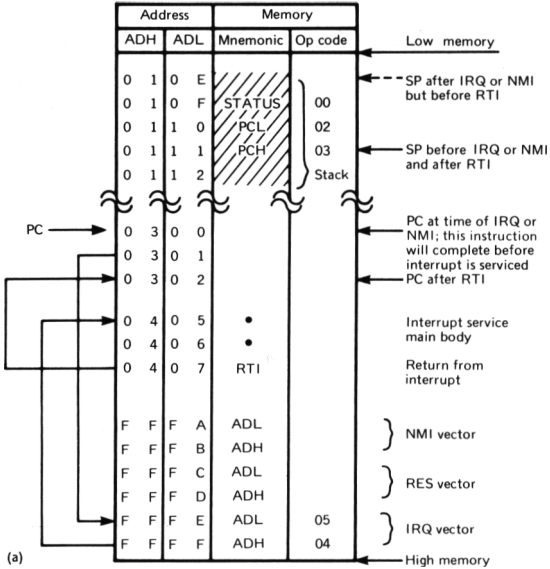 Address Memory
ADH ADL Mnemonic Op code Low memory
0 1 0 E SP after IRQ or NMI
0 1 0 F STATUS 00 but before RTI
0 1 1 0 PCL 02
0 1 1 1 PCH 03 SP before IRQ or NMI
0 1 1 2 Stack and after RTI
PC 0 3 0 0 PC at time of IRQ or
NMI; this instruction
0 3 0 1 will complete before
interrupt is serviced
0 3 0 2 PC after RTI
0 4 0 5 • Interrupt service
0 4 0 6 • main body
0 4 0 7 RTI Return from
interrupt
F F F A ADL
NMI vector
F F F B ADH
F F F C ADL
RES vector
F F F D ADH
F F F E ADL 05
IRQ vector
F F F F ADH 04
(a) High memory